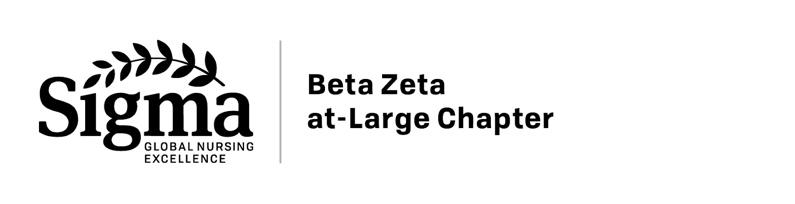 Sigma
GLOBAL NURSING
EXCELLENCE
Beta Zeta
at-Large Chapter